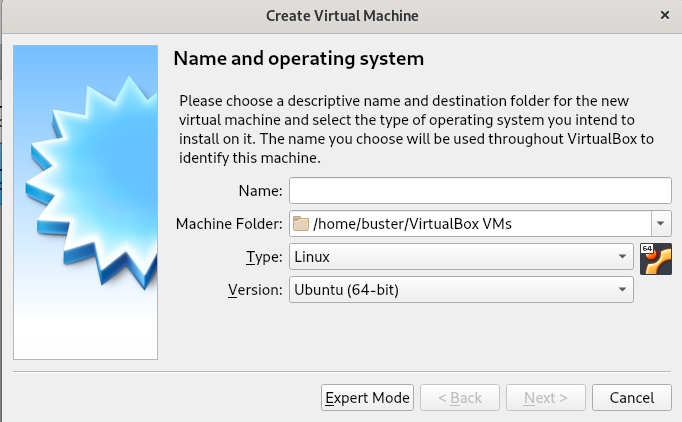 Create Virtual Machine
×
Name and operating system
Please choose a descriptive name and destination folder for the new
virtual machine and select the type of operating system you intend to
install on it. The name you choose will be used throughout VirtualBox to
identify this machine.
Name:
Machine Folder: /home/buster/VirtualBox VMs
Type: Linux 64
Version: Ubuntu (64-bit)
Expert Mode < Back Next > Cancel